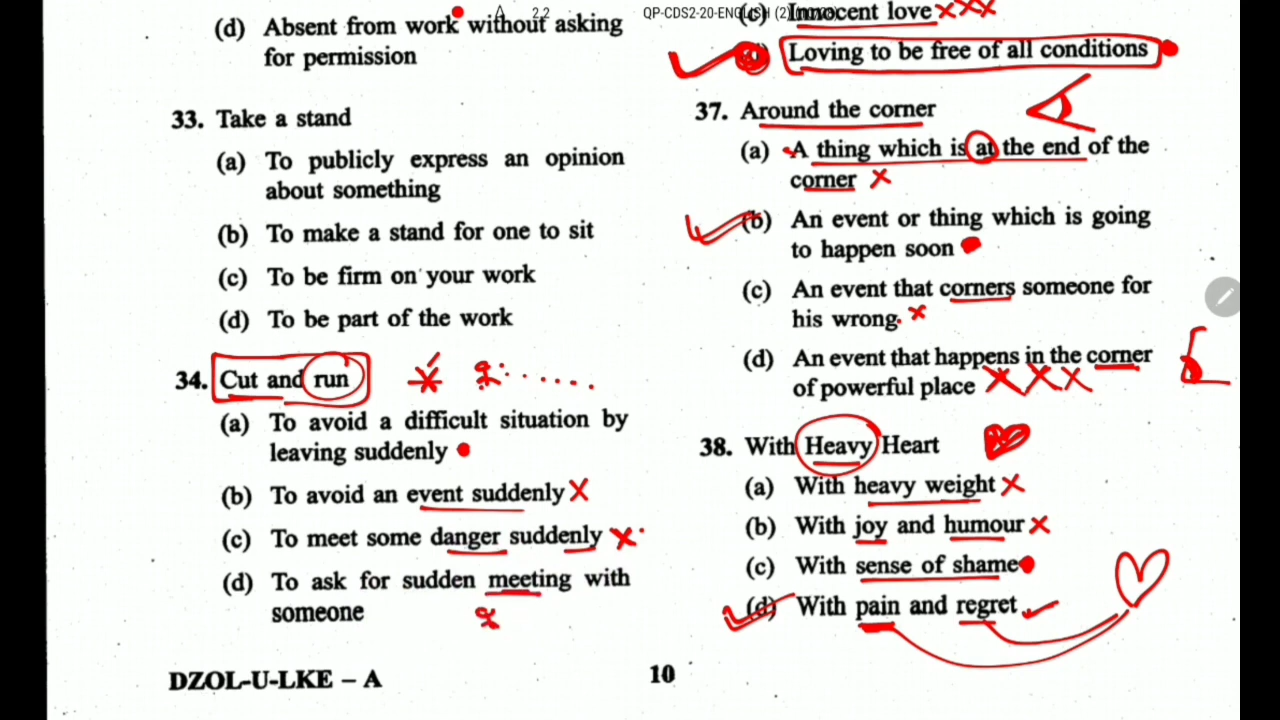 2.2 QP-CDS2-20-ENGLISH (2)
(d) Absent from work without asking
for permission
33. Take a stand
(a) To publicly express an opinion
about something
(b) To make a stand for one to sit
(c) To be firm on your work
(d) To be part of the work
34. Cut and run
(a) To avoid a difficult situation by
leaving suddenly
(b) To avoid an event suddenly
(c) To meet some danger suddenly
(d) To ask for sudden meeting with
someone
DZOL-U-LKE – A
10
(c) Innocent love
Loving to be free of all conditions
37. Around the corner
(a) A thing which is at the end of the
corner
(b) An event or thing which is going
to happen soon
(c) An event that corners someone for
his wrong.
(d) An event that happens in the corner
of powerful place
38. With Heavy Heart
(a) With heavy weight
(b) With joy and humour
(c) With sense of shame
(d) With pain and regret